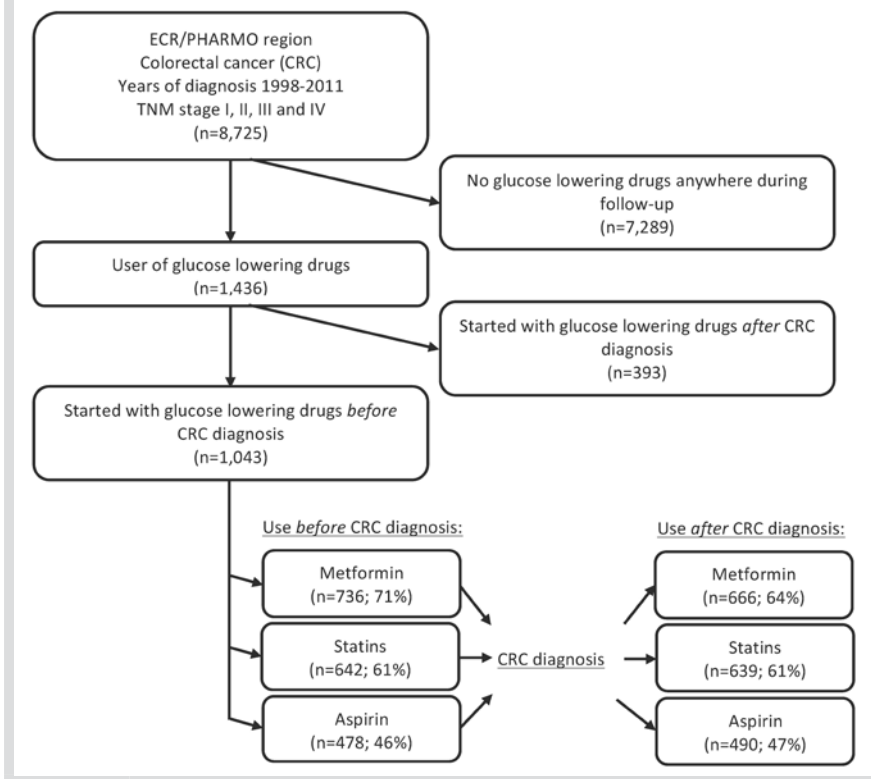 ECR/PHARMO region
Colorectal cancer (CRC)
Years of diagnosis 1998-2011
TNM stage I, II, III and IV
(n=8,725)
No glucose lowering drugs anywhere during
follow-up
(n=7,289)
User of glucose lowering drugs
(n=1,436)
Started with glucose lowering drugs after CRC
diagnosis
(n=393)
Started with glucose lowering drugs before
CRC diagnosis
(n=1,043)
Use before CRC diagnosis:
Metformin
(n=736; 71%)
Statins
(n=642; 61%)
Aspirin
(n=478; 46%)
CRC diagnosis
Use after CRC diagnosis:
Metformin
(n=666; 64%)
Statins
(n=639; 61%)
Aspirin
(n=490; 47%)